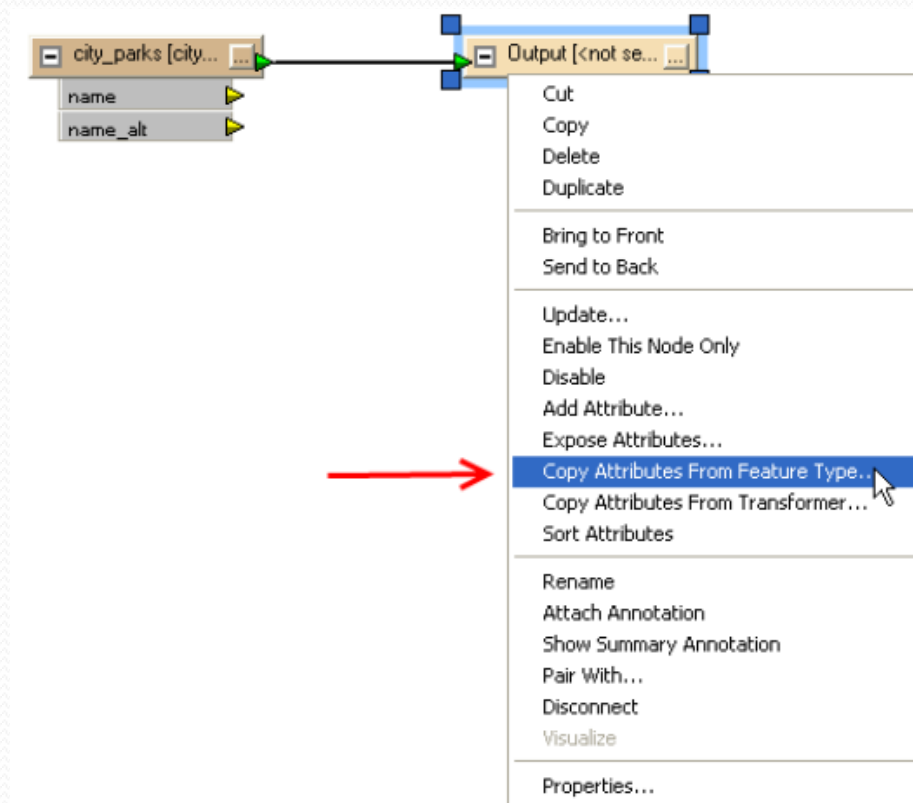 city_parks [city... ...
name
name_alt
Output [<not se... ...
Cut
Copy
Delete
Duplicate
Bring to Front
Send to Back
Update...
Enable This Node Only
Disable
Add Attribute...
Expose Attributes...
Copy Attributes From Feature Type...
Copy Attributes From Transformer...
Sort Attributes
Rename
Attach Annotation
Show Summary Annotation
Pair With...
Disconnect
Visualize
Properties...